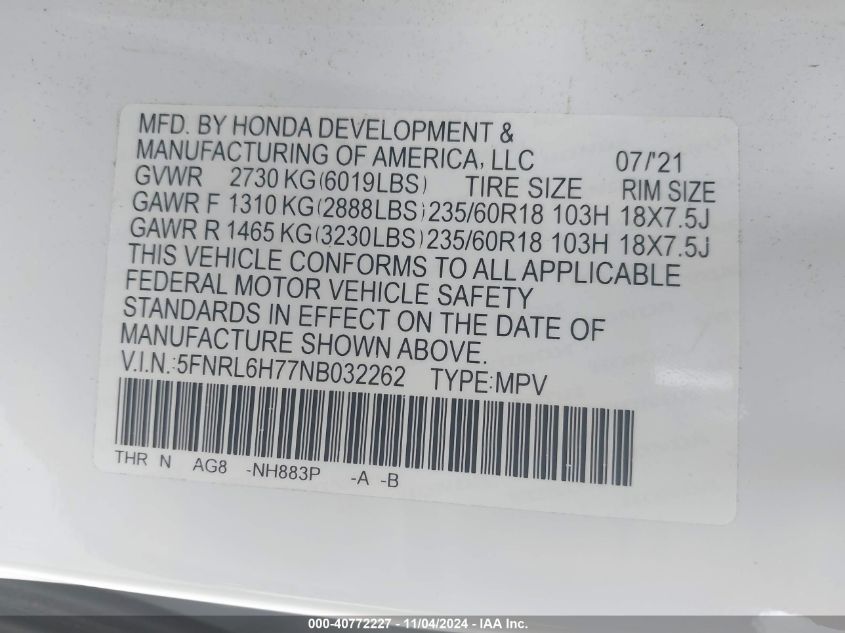 MFD. BY HONDA DEVELOPMENT &
MANUFACTURING OF AMERICA, LLC 07/'21
GVWR 2730 KG(6019LBS) TIRE SIZE RIM SIZE
GAWR F 1310 KG(2888LBS) 235/60R18 103H 18X7.5J
GAWR R 1465 KG(3230LBS) 235/60R18 103H 18X7.5J
THIS VEHICLE CONFORMS TO ALL APPLICABLE
FEDERAL MOTOR VEHICLE SAFETY
STANDARDS IN EFFECT ON THE DATE OF
MANUFACTURE SHOWN ABOVE.
V.I.N.:5FNRL6H77NB032262 TYPE:MPV
THR N AG8 -NH883P -A -B
000-40772227 - 11/04/2024 - IAA Inc.